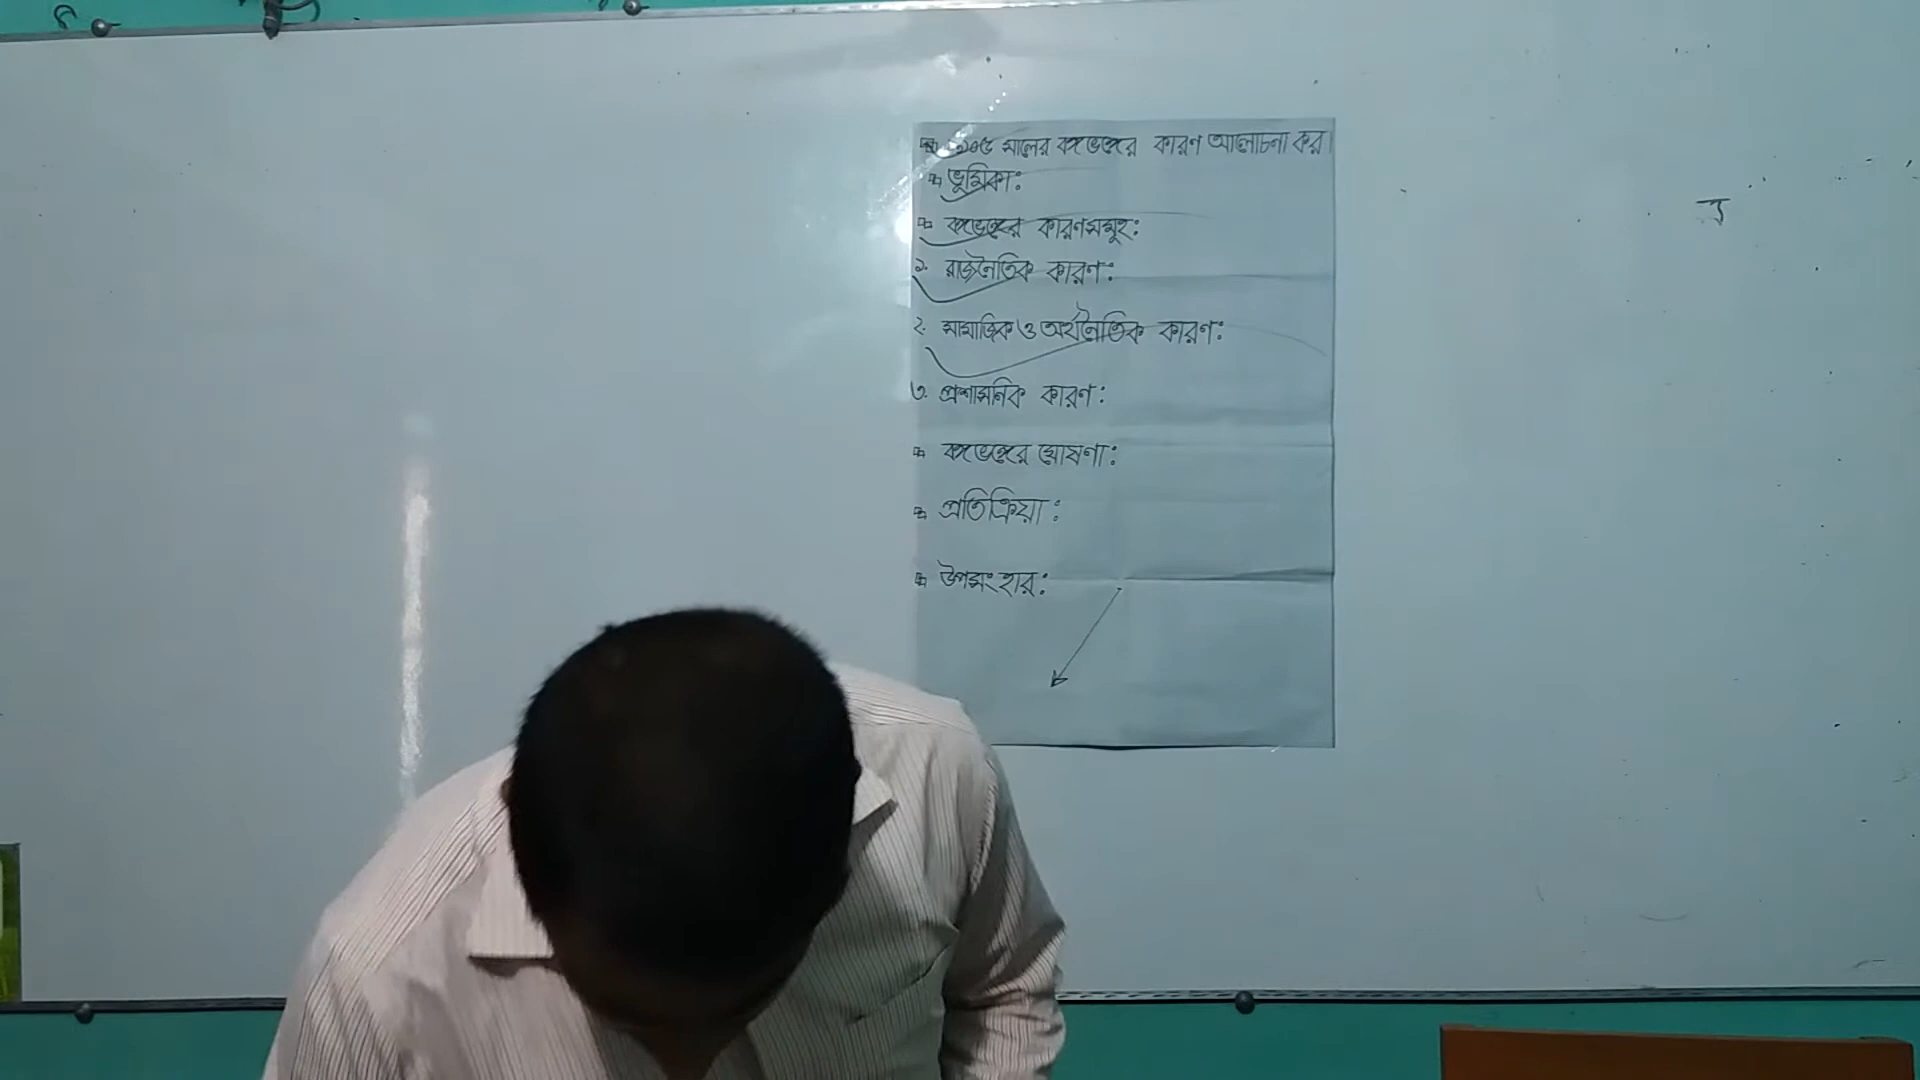 ১৯০৫ সালের বঙ্গভঙ্গের কারণ আলোচনা কর।
ভূমিকা:
বঙ্গভঙ্গের কারণসমূহ:
১. রাজনৈতিক কারণ:
২. সামাজিক ও অর্থনৈতিক কারণ:
৩. প্রশাসনিক কারণ:
বঙ্গভঙ্গের ঘোষণা:
প্রতিক্রিয়া:
উপসংহার: